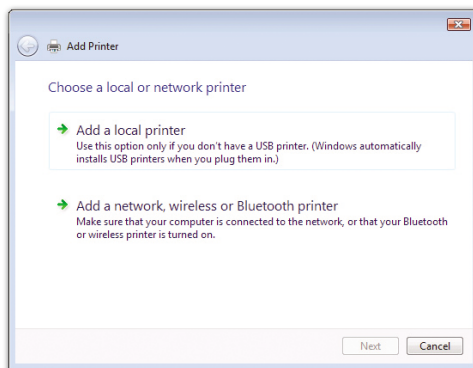 Add Printer
Choose a local or network printer
Add a local printer
Use this option only if you don't have a USB printer. (Windows automatically
installs USB printers when you plug them in.)
Add a network, wireless or Bluetooth printer
Make sure that your computer is connected to the network, or that your Bluetooth
or wireless printer is turned on.
Next
Cancel